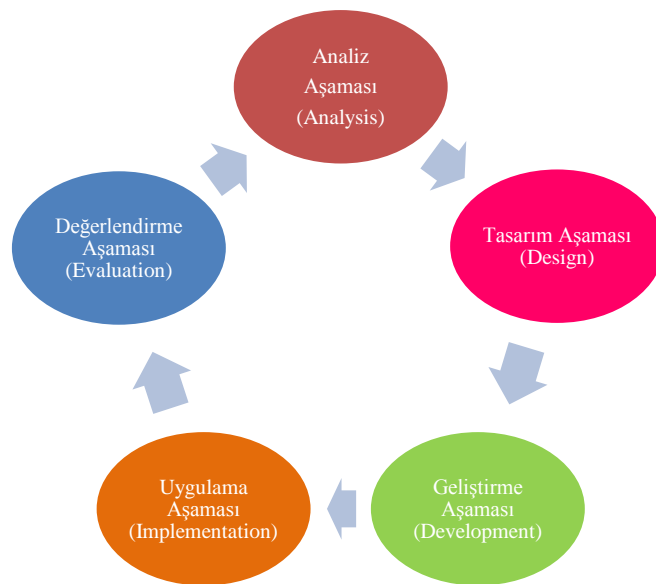 Analiz
Aşaması
(Analysis)
Tasarım Aşaması
(Design)
Geliştirme
Aşaması
(Development)
Uygulama
Aşaması
(Implementation)
Değerlendirme
Aşaması
(Evaluation)